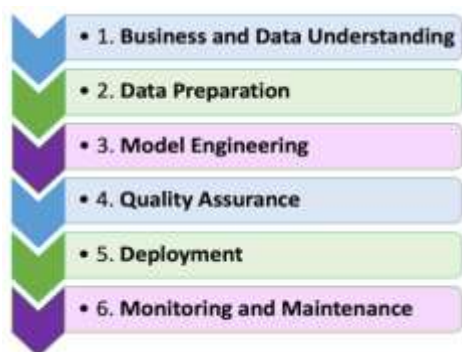 • 1. Business and Data Understanding
• 2. Data Preparation
• 3. Model Engineering
• 4. Quality Assurance
• 5. Deployment
• 6. Monitoring and Maintenance